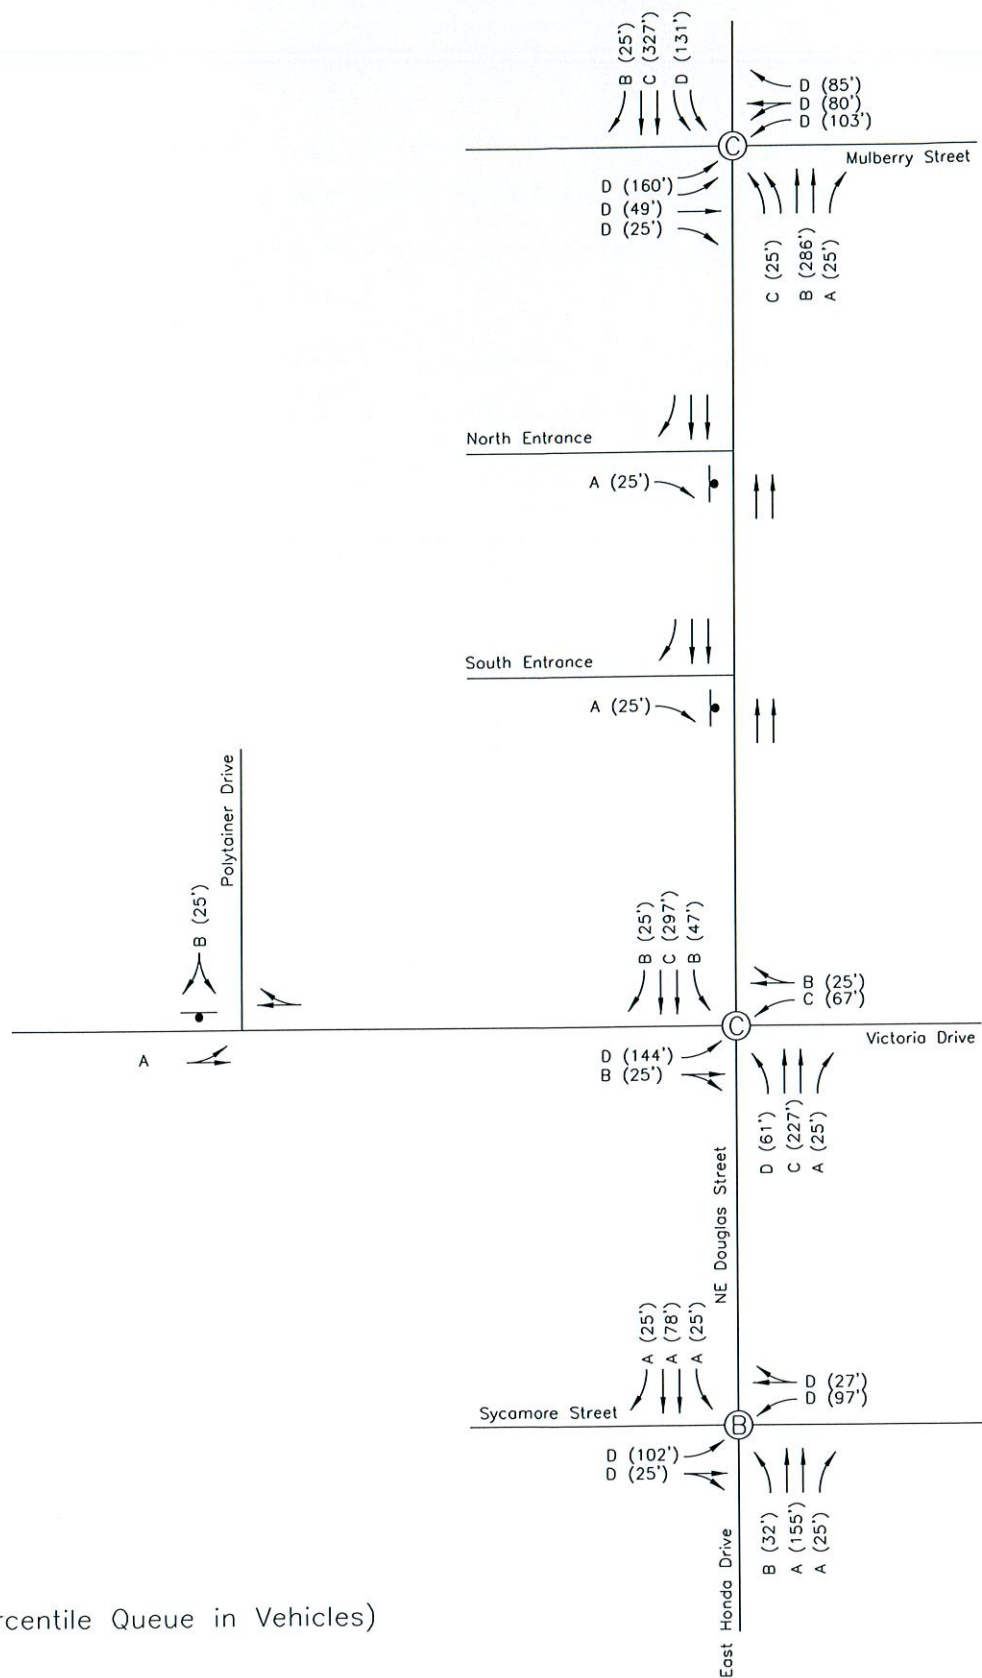 B (25')
C (327')
D (131')
D (85')
D (80')
D (103')
C
Mulberry Street
D (160')
D (49')
D (25')
C (25')
B (286')
A (25')
North Entrance
A (25')
South Entrance
A (25')
Polytainer Drive
B (25')
A
B (25')
C (297')
B (47')
B (25')
C (67')
C
Victoria Drive
D (144')
B (25')
D (61')
C (227')
A (25')
NE Douglas Street
A (25')
A (78')
A (25')
D (27')
D (97')
Sycamore Street
B
D (102')
D (25')
B (32')
A (155')
A (25')
East Honda Drive
rcentile Queue in Vehicles)